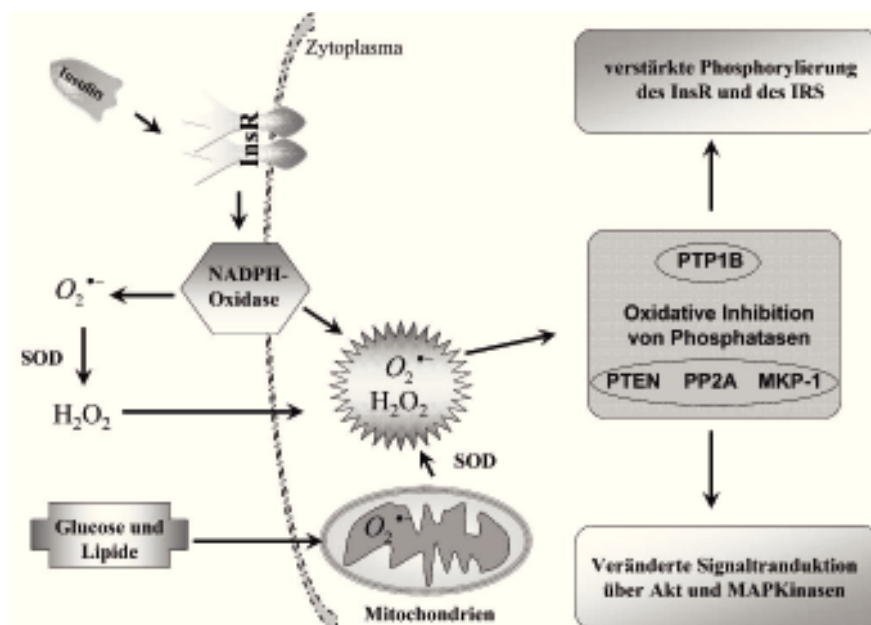 Insulin
Zytoplasma
InsR
NADPH-
Oxidase
O₂•−
SOD
H₂O₂
O₂•−
H₂O₂
SOD
Glucose und
Lipide
O₂•−
Mitochondrien
verstärkte Phosphorylierung
des InsR und des IRS
PTP1B
Oxidative Inhibition
von Phosphatasen
PTEN PP2A MKP-1
Veränderte Signaltranduktion
über Akt und MAPKinasen